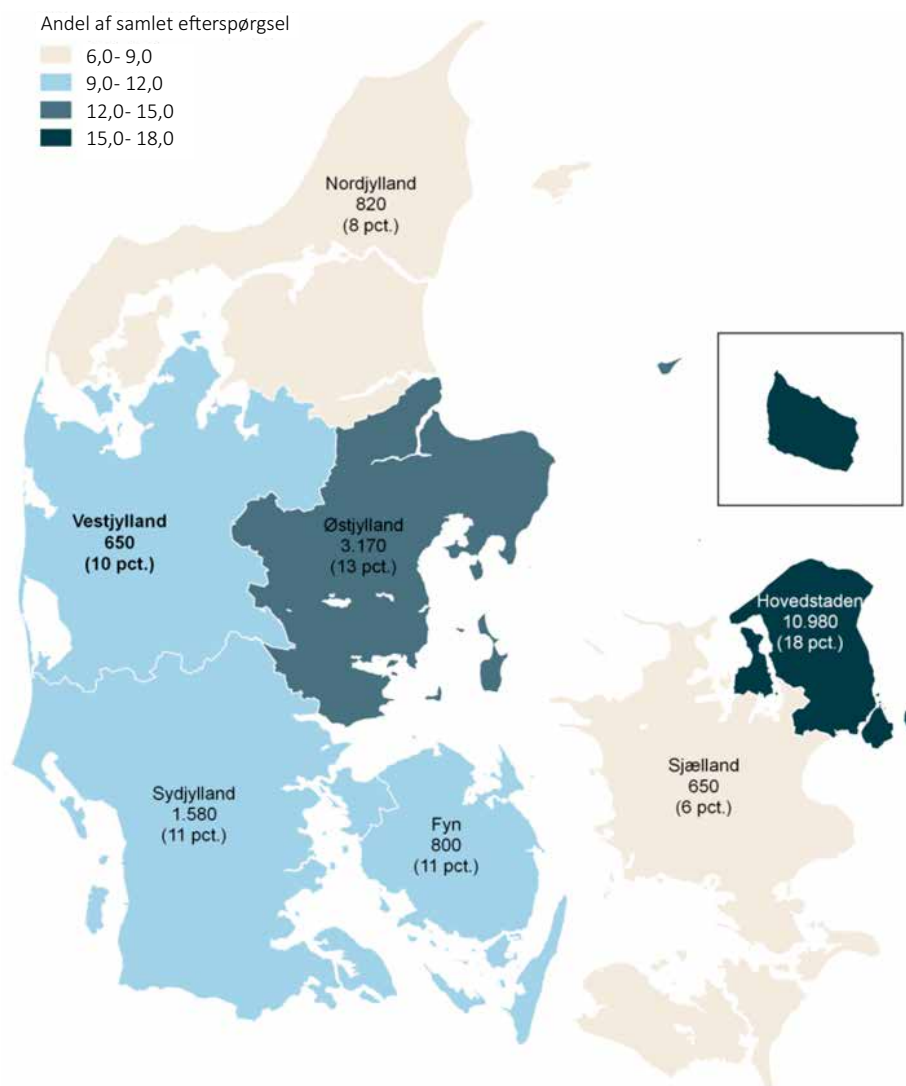 Andel af samlet efterspørgsel
6,0- 9,0
9,0- 12,0
12,0- 15,0
15,0- 18,0
Nordjylland
820
(8 pct.)
Vestjylland
650
(10 pct.)
Østjylland
3.170
(13 pct.)
Hovedstaden
10.980
(18 pct.)
Sydjylland
1.580
(11 pct.)
Fyn
800
(11 pct.)
Sjælland
650
(6 pct.)